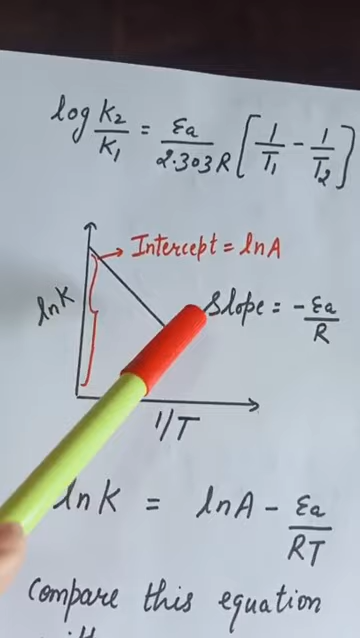 log K₂/K₁ = Ea/2.303R [1/T₁ - 1/T₂]
Intercept = lnA
lnK
Slope = -Ea/R
1/T
lnK = lnA - Ea/RT
Compare this equation